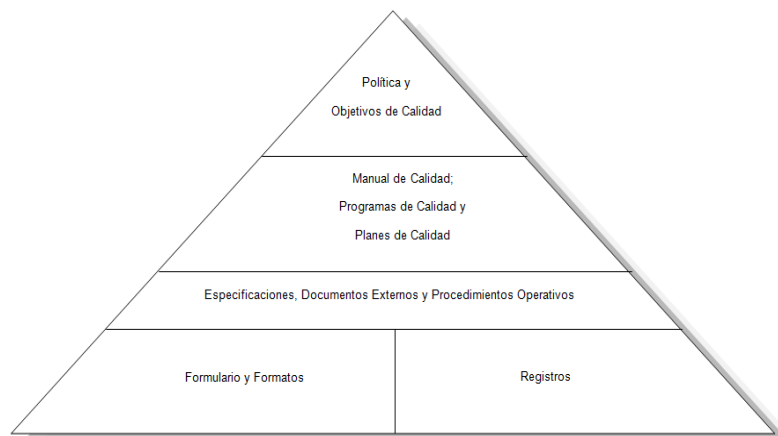 Política y
Objetivos de Calidad
Manual de Calidad;
Programas de Calidad y
Planes de Calidad
Especificaciones, Documentos Externos y Procedimientos Operativos
Formulario y Formatos
Registros